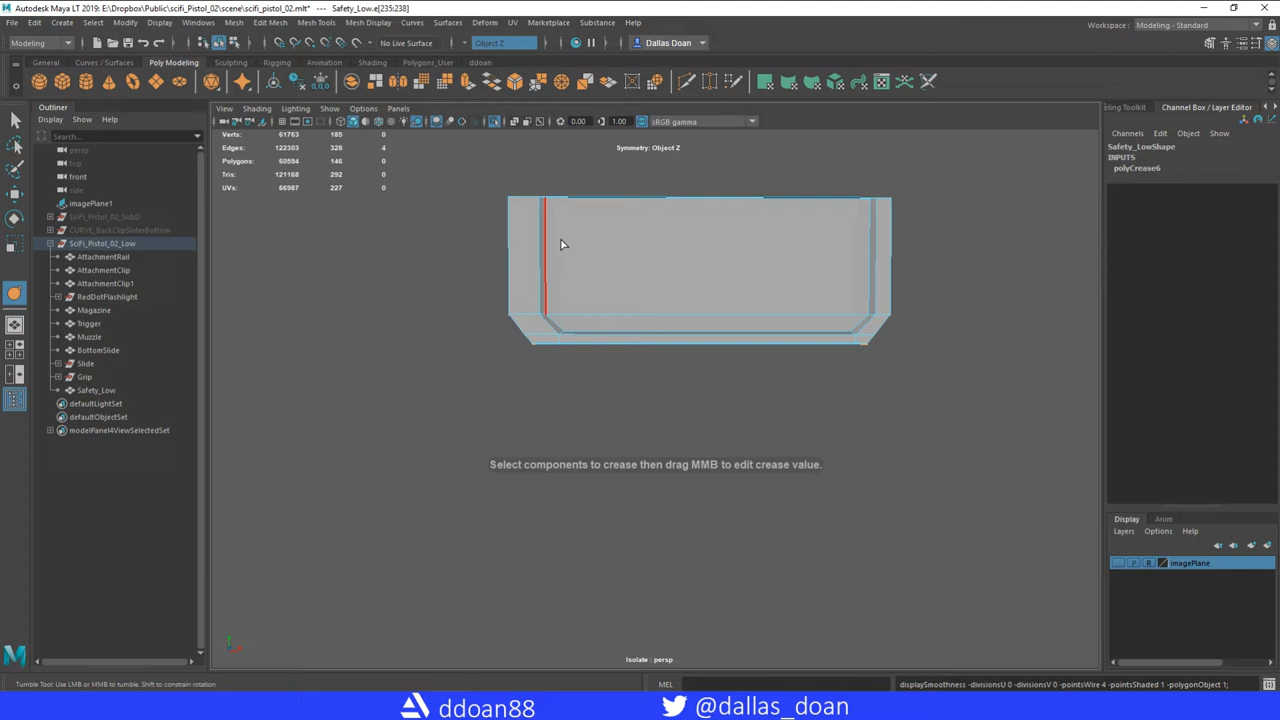 Autodesk Maya LT 2019: E:\Dropbox\Public\scifi_Pistol_02\scene\scifi_pistol_02.mlt* --- Safety_Low.e[235:238]
File Edit Create Select Modify Display Windows Mesh Edit Mesh Mesh Tools Mesh Display Curves Surfaces Deform UV Marketplace Substance Help
Workspace : Modeling - Standard
Modeling No Live Surface Object Z Dallas Doan
General Curves / Surfaces Poly Modeling Sculpting Rigging Animation Shading Polygons_User ddoan
Outliner
Display Show Help
Search...
persp
top
front
side
imagePlane1
SciFi_Pistol_02_SubD
CURVE_BackClipSliderBottom
SciFi_Pistol_02_Low
AttachmentRail
AttachmentClip
AttachmentClip1
RedDotFlashlight
Magazine
Trigger
Muzzle
BottomSlide
Slide
Grip
Safety_Low
defaultLightSet
defaultObjectSet
modelPanel4ViewSelectedSet
View Shading Lighting Show Options Panels
0.00 1.00 sRGB gamma
Verts: 61763 185 0
Edges: 122303 328 4
Polygons: 60594 146 0
Tris: 121168 292 0
UVs: 66987 227 0
Symmetry: Object Z
Select components to crease then drag MMB to edit crease value.
Isolate : persp
ling Toolkit Channel Box / Layer Editor
Channels Edit Object Show
Safety_LowShape
INPUTS
polyCrease6
Display Anim
Layers Options Help
P R imagePlane
Tumble Tool: Use LMB or MMB to tumble. Shift to constrain rotation.
MEL
displaySmoothness -divisionsU 0 -divisionsV 0 -pointsWire 4 -pointsShaded 1 -polygonObject 1;
ddoan88 @dallas_doan